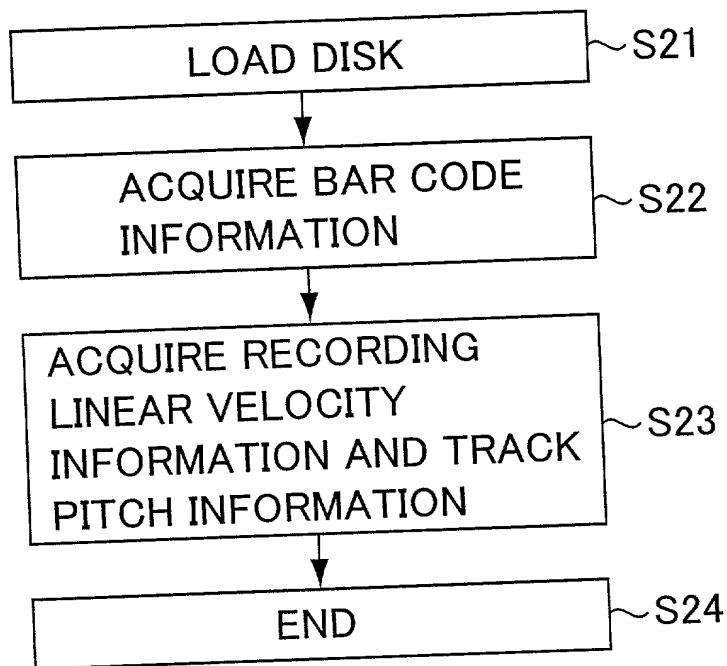 LOAD DISK
S21
ACQUIRE BAR CODE
INFORMATION
S22
ACQUIRE RECORDING
LINEAR VELOCITY
INFORMATION AND TRACK
PITCH INFORMATION
S23
END
S24